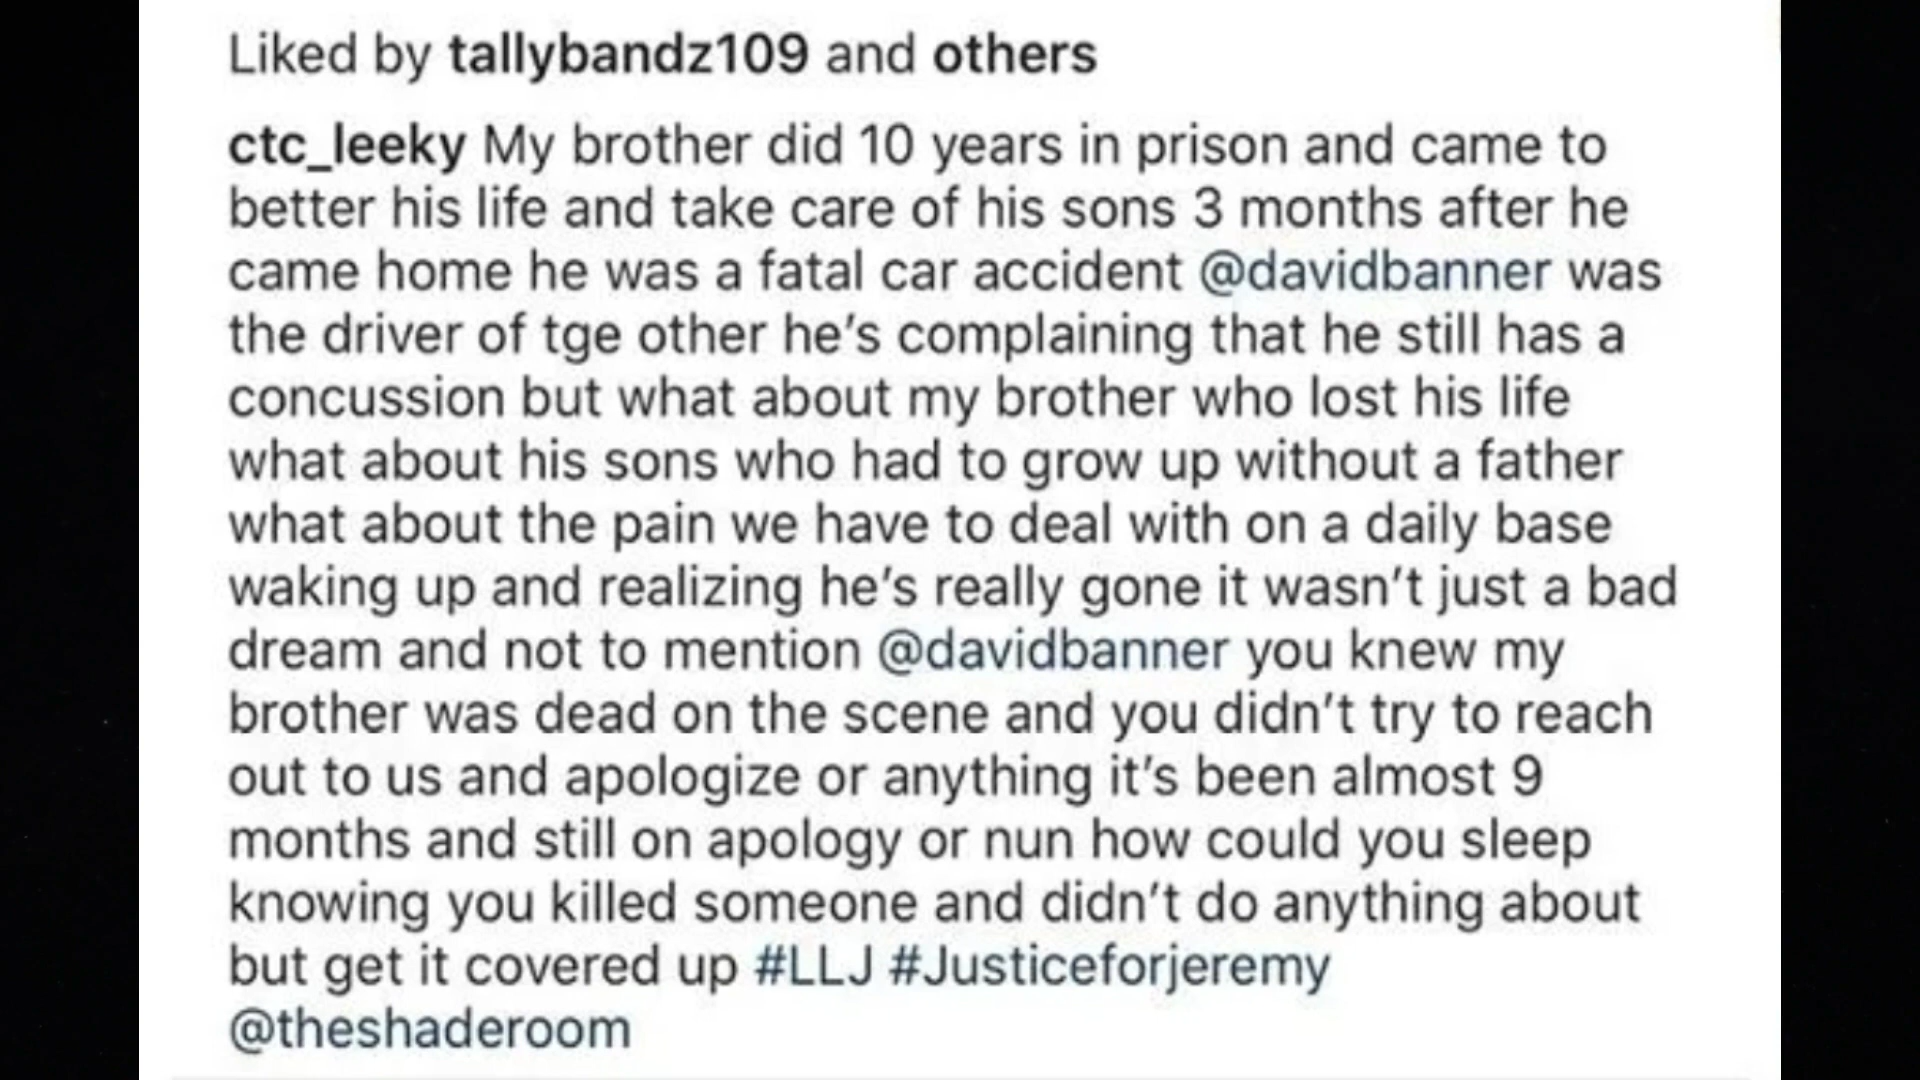 Liked by tallybandz109 and others
ctc_leeky My brother did 10 years in prison and came to
better his life and take care of his sons 3 months after he
came home he was a fatal car accident @davidbanner was
the driver of tge other he's complaining that he still has a
concussion but what about my brother who lost his life
what about his sons who had to grow up without a father
what about the pain we have to deal with on a daily base
waking up and realizing he's really gone it wasn't just a bad
dream and not to mention @davidbanner you knew my
brother was dead on the scene and you didn't try to reach
out to us and apologize or anything it's been almost 9
months and still on apology or nun how could you sleep
knowing you killed someone and didn't do anything about
but get it covered up #LLJ #Justiceforjeremy
@theshaderoom